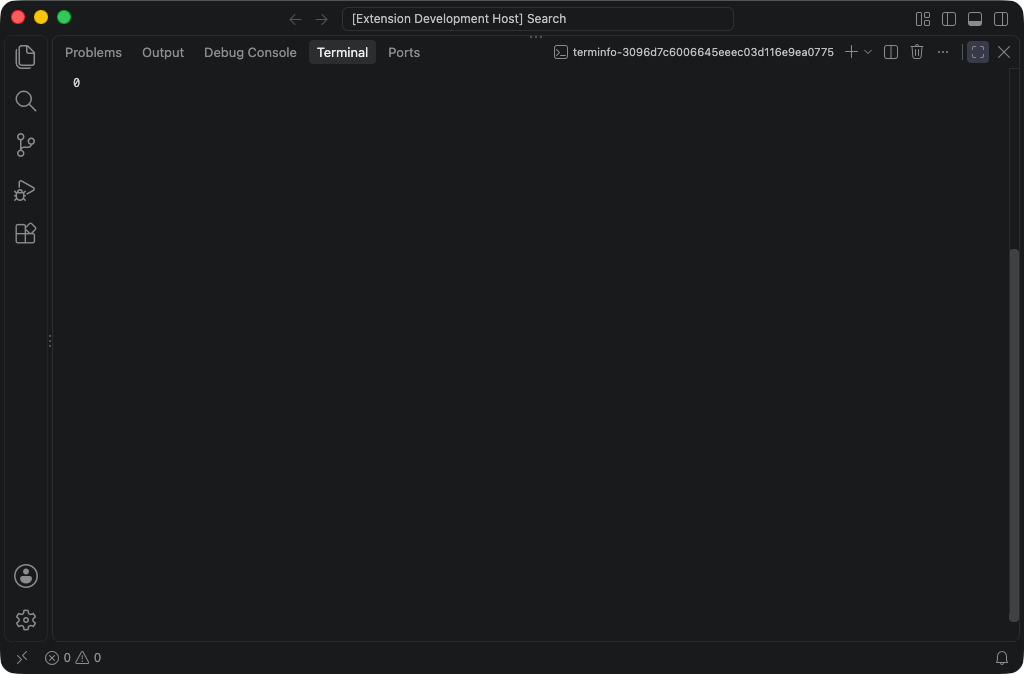 [Extension Development Host] Search
Problems Output Debug Console Terminal Ports
terminfo-3096d7c6006645eeec03d116e9ea0775
0
0 0